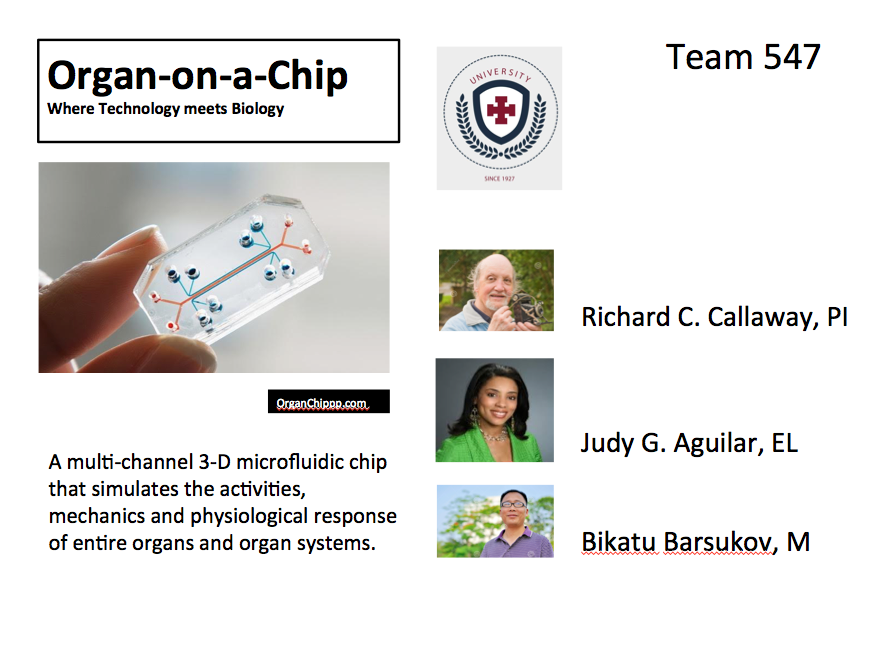 Organ-on-a-Chip
Where Technology meets Biology
UNIVERSITY
SINCE 1927
Team 547
OrganChippp.com
A multi-channel 3-D microfluidic chip
that simulates the activities,
mechanics and physiological response
of entire organs and organ systems.
Richard C. Callaway, PI
Judy G. Aguilar, EL
Bikatu Barsukov, M